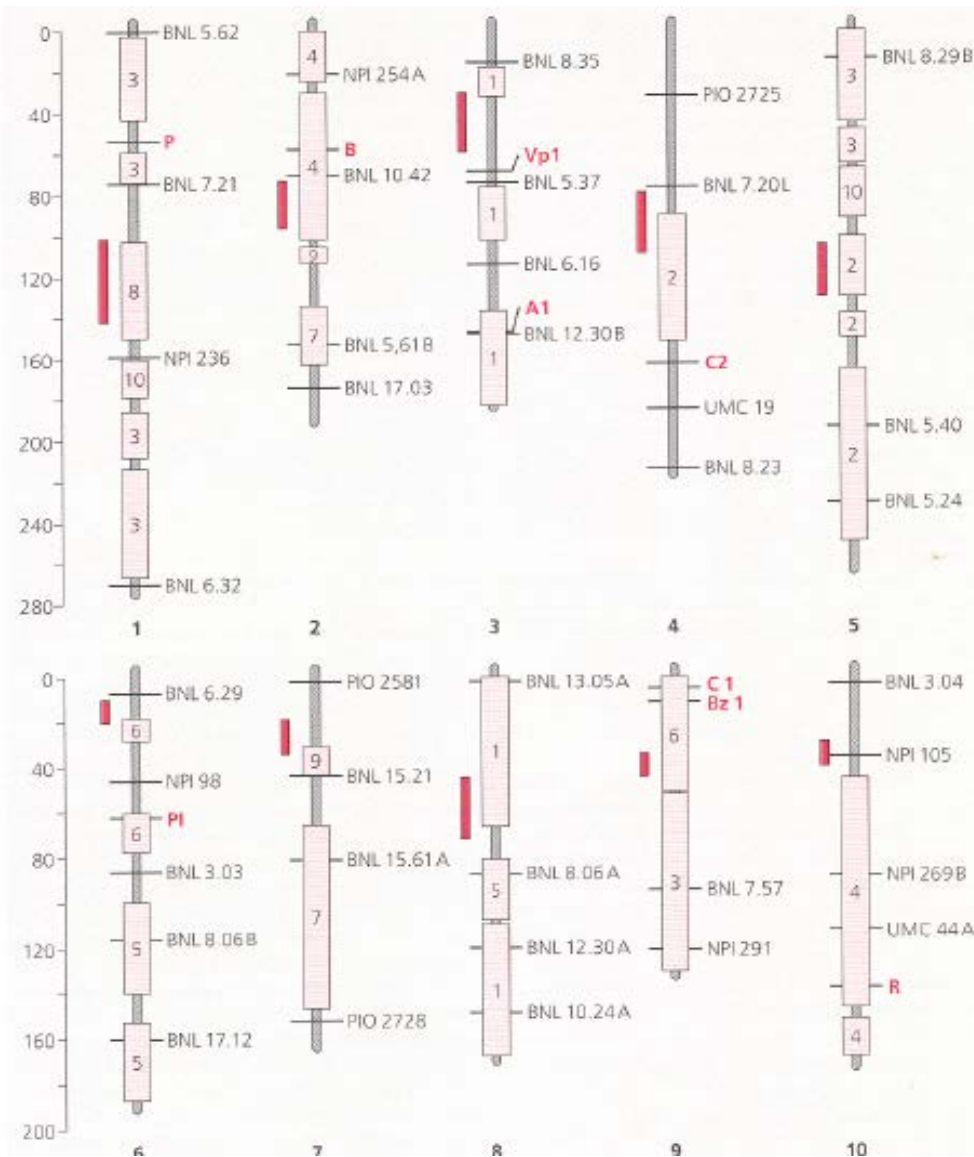 0
40
80
120
160
200
240
280
BNL 5.62
3
P
3
BNL 7.21
8
NPI 236
10
3
3
BNL 6.32
1
4
NPI 254A
B
4
BNL 10.42
9
7
BNL 5,61B
BNL 17.03
2
BNL 8.35
1
Vp1
BNL 5.37
1
BNL 6.16
A1
BNL 12.30B
1
3
PIO 2725
BNL 7.20L
2
C2
UMC 19
BNL 8.23
4
BNL 8.29B
3
3
10
2
2
BNL 5.40
2
BNL 5.24
5
0
40
80
120
160
200
BNL 6.29
6
NPI 98
Pl
6
BNL 3.03
BNL 8.06B
5
BNL 17.12
5
6
PIO 2581
9
BNL 15.21
BNL 15.61A
7
PIO 2728
7
BNL 13.05A
1
BNL 8.06A
5
BNL 12.30A
1
BNL 10.24A
8
C1
Bz 1
6
BNL 7.57
3
NPI 291
9
BNL 3.04
NPI 105
NPI 269B
4
UMC 44A
R
4
10